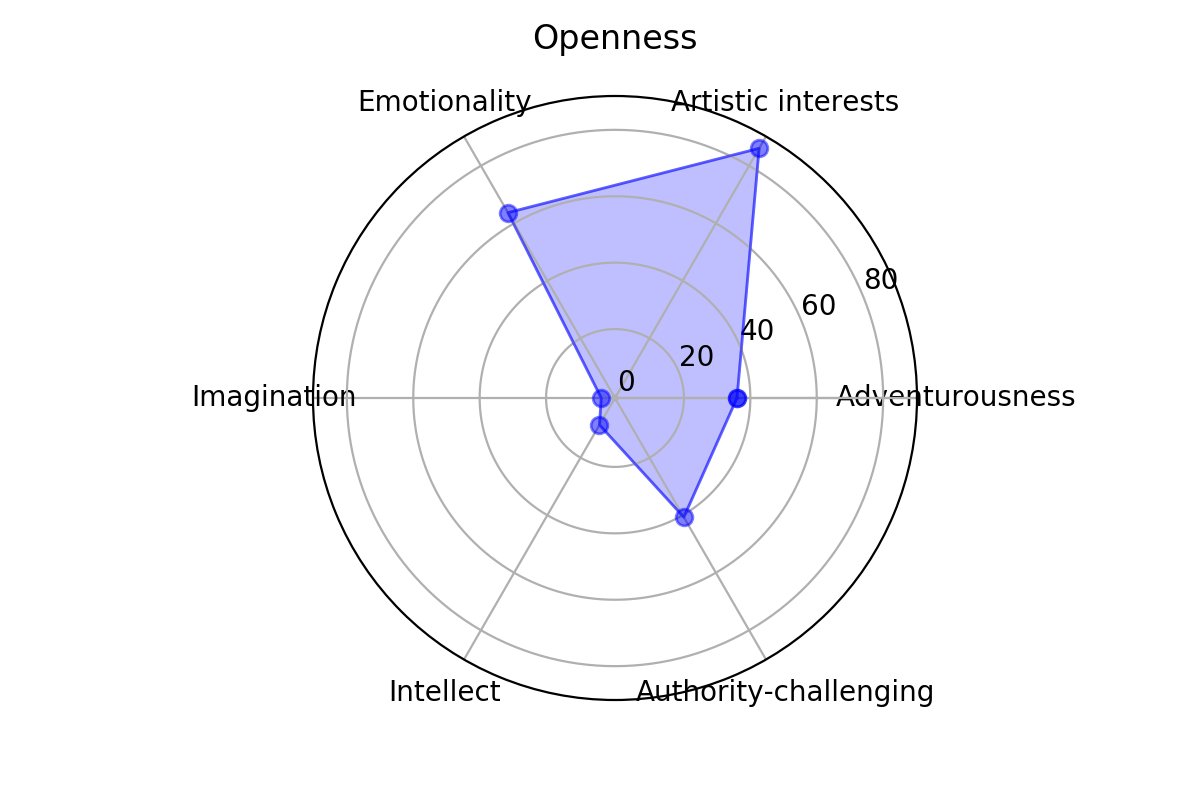 Openness
Emotionality
Artistic interests
80
60
40
20
0
Imagination
Adventurousness
Intellect
Authority-challenging